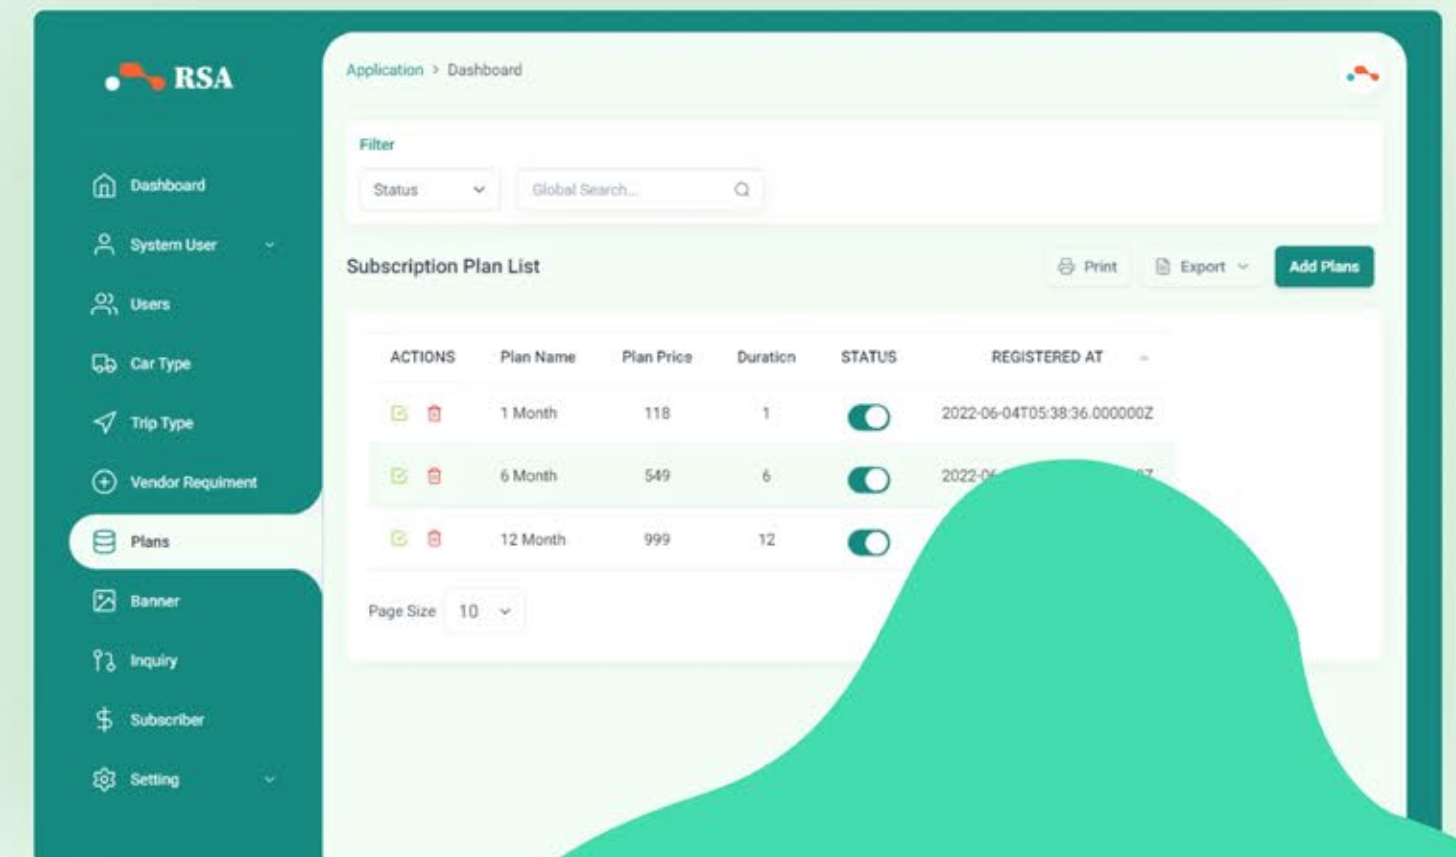 RSA
Application > Dashboard
Filter
Status
Global Search...
Dashboard
System User
Users
Car Type
Trip Type
Vendor Requiment
Plans
Banner
Inquiry
Subscriber
Setting
Subscription Plan List
Print
Export
Add Plans
ACTIONS Plan Name Plan Price Duration STATUS REGISTERED AT
1 Month 118 1 2022-06-04T05:38:36.000000Z
6 Month 549 6
12 Month 999 12
Page Size 10